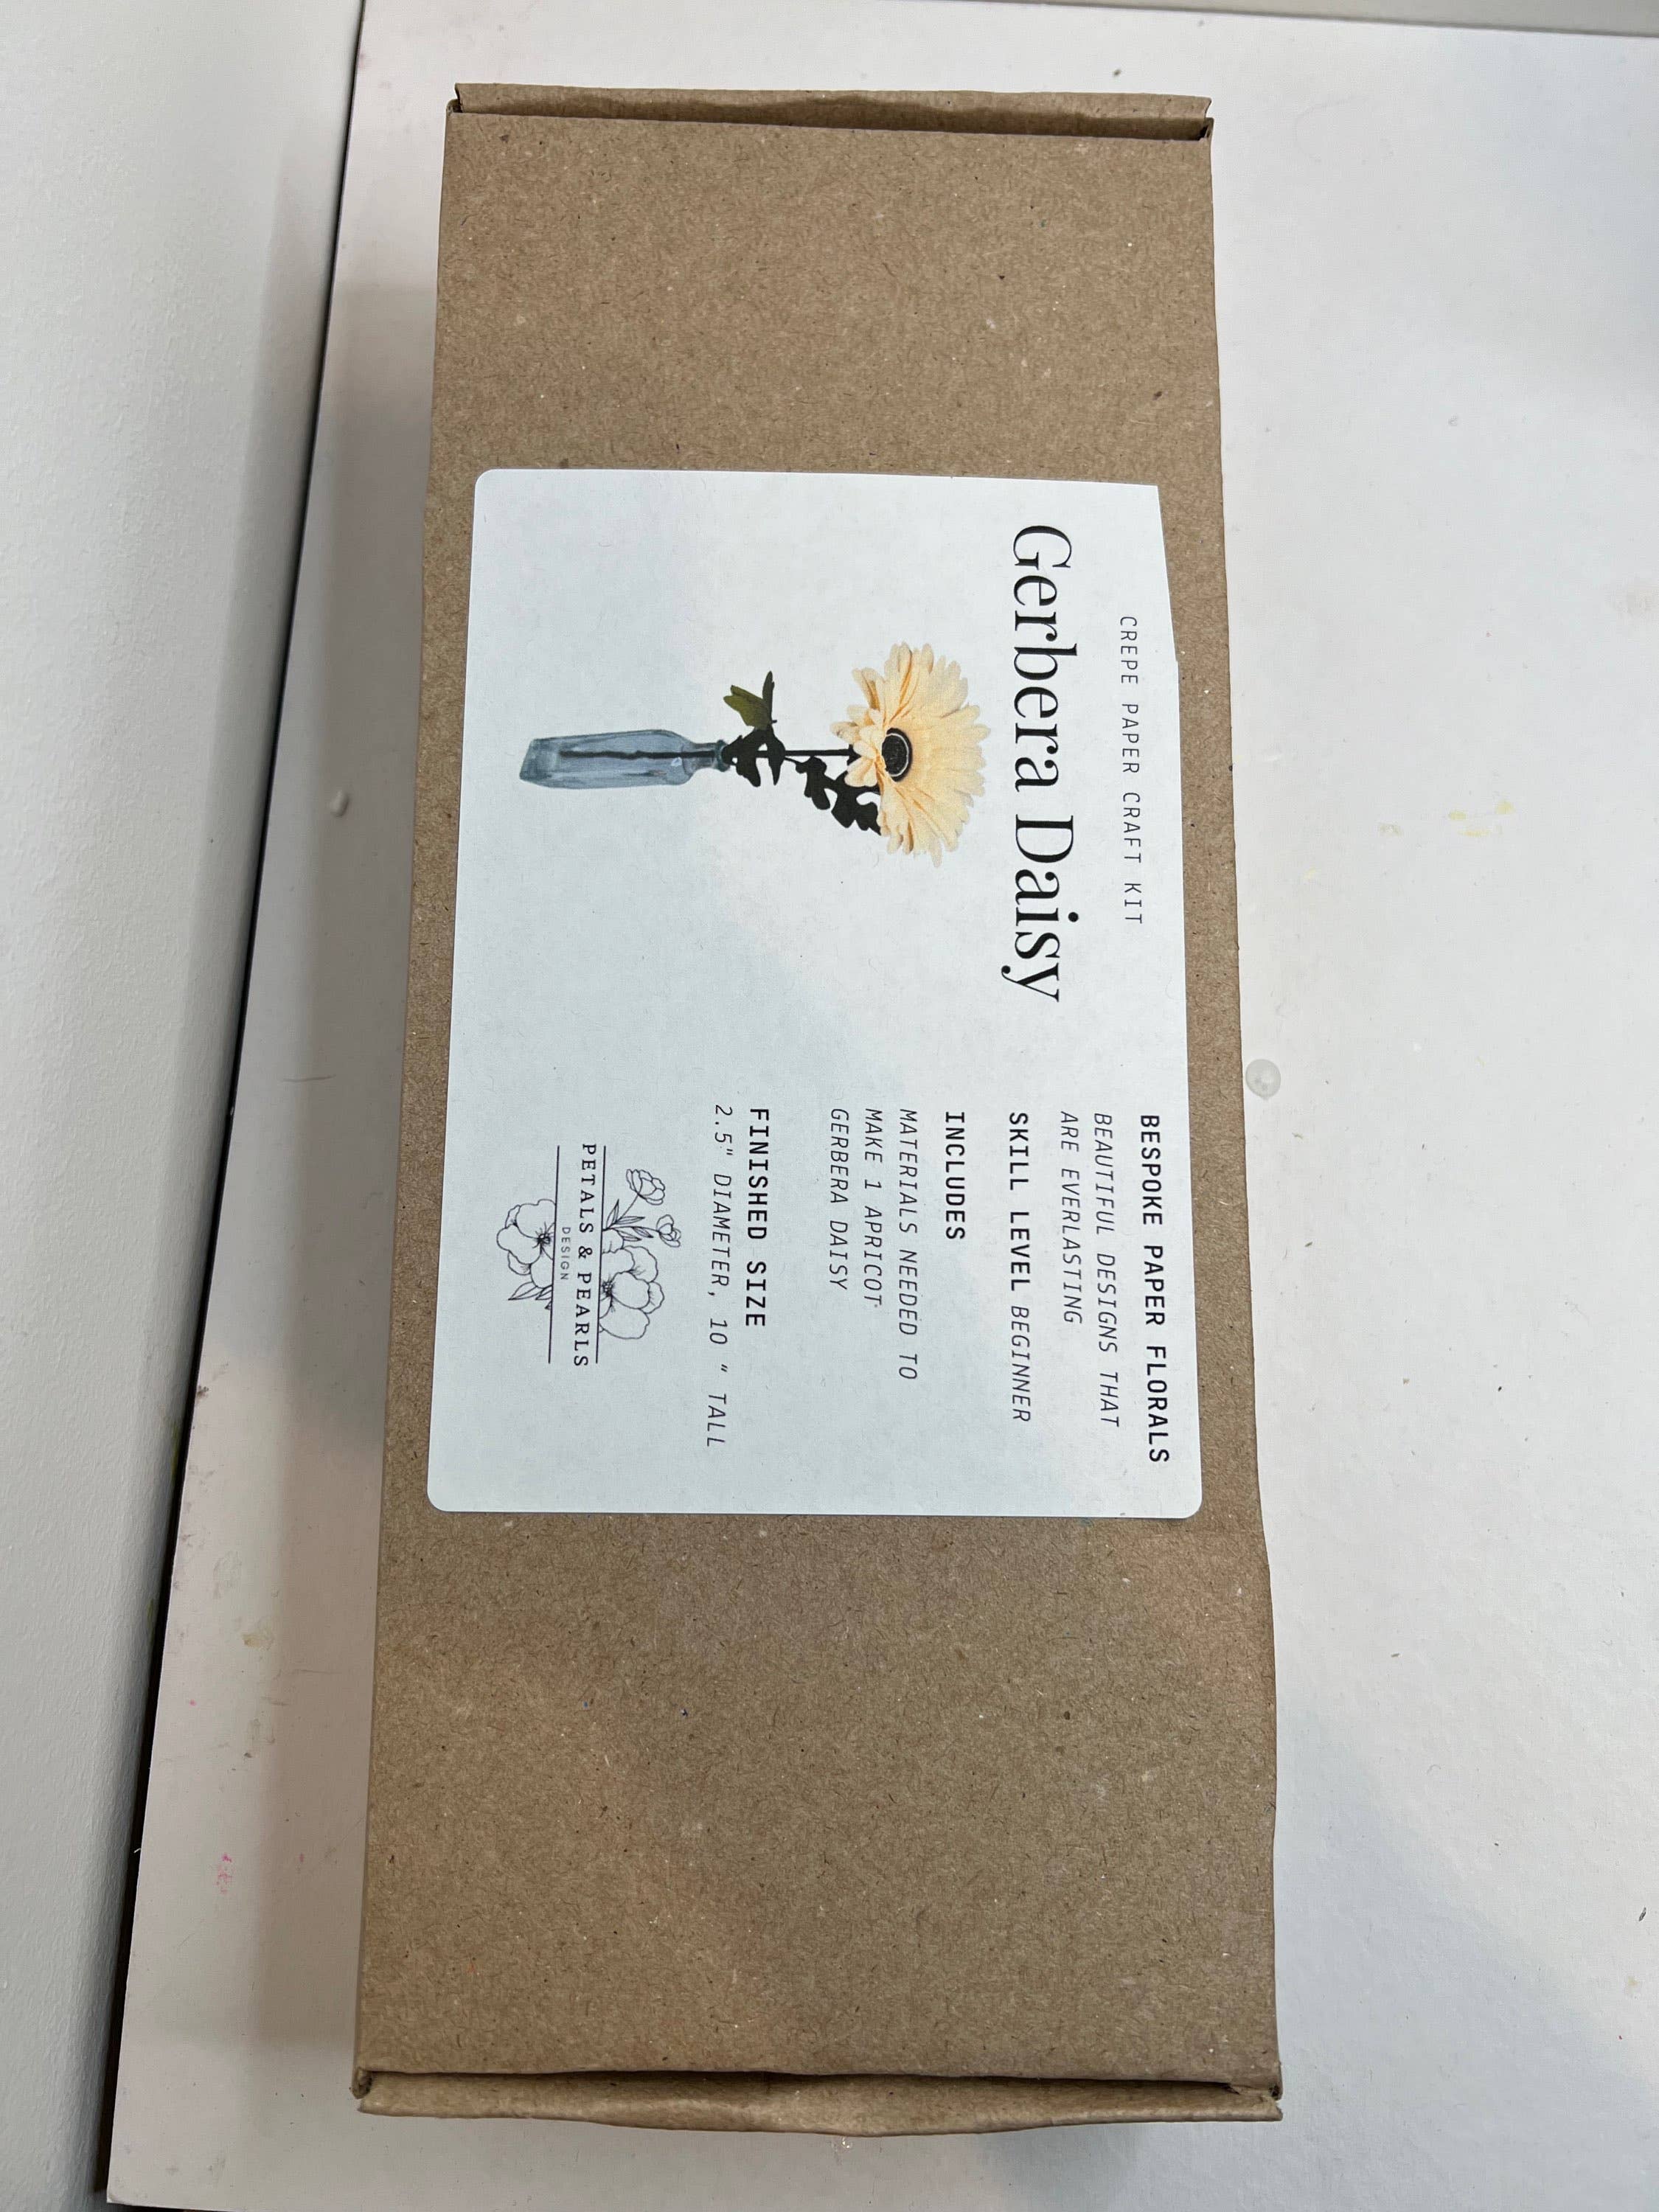 CREPE PAPER CRAFT KIT
Gerbera Daisy
BESPOKE PAPER FLORALS
BEAUTIFUL DESIGNS THAT
ARE EVERLASTING
SKILL LEVEL BEGINNER
INCLUDES
MATERIALS NEEDED TO
MAKE 1 APRICOT
GERBERA DAISY
FINISHED SIZE
2.5" DIAMETER, 10 " TALL
PETALS & PEARLS
DESIGN